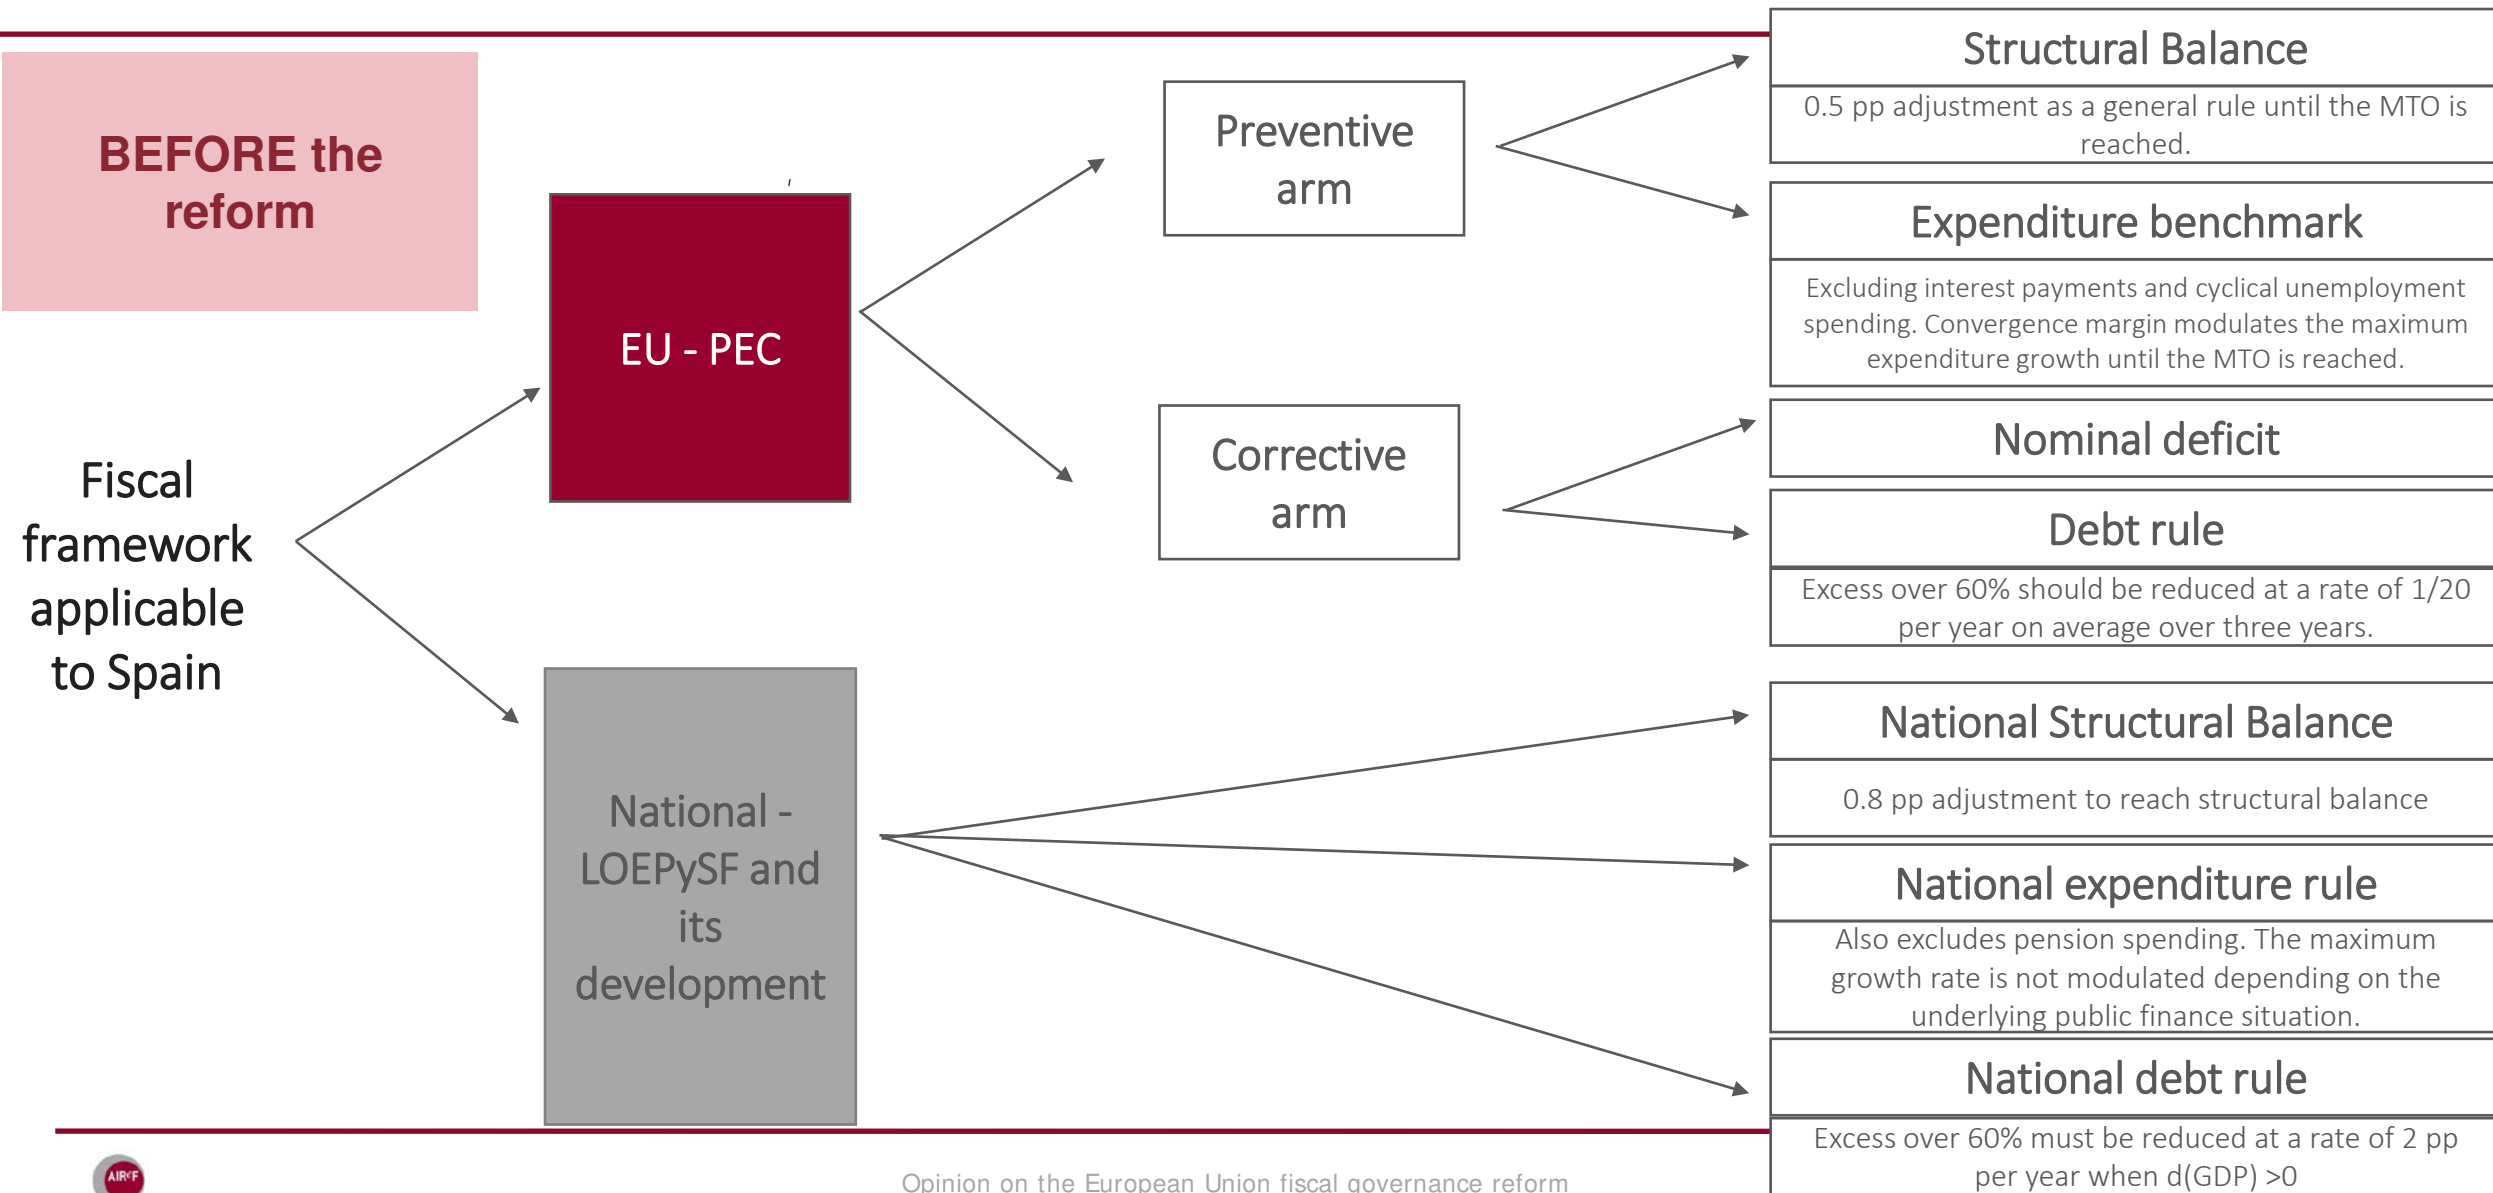 BEFORE the
reform
Fiscal
framework
applicable
to Spain
EU - PEC
National -
LOEPySF and
its
development
Preventive
arm
Corrective
arm
Structural Balance
0.5 pp adjustment as a general rule until the MTO is
reached.
Expenditure benchmark
Excluding interest payments and cyclical unemployment
spending. Convergence margin modulates the maximum
expenditure growth until the MTO is reached.
Nominal deficit
Debt rule
Excess over 60% should be reduced at a rate of 1/20
per year on average over three years.
National Structural Balance
0.8 pp adjustment to reach structural balance
National expenditure rule
Also excludes pension spending. The maximum
growth rate is not modulated depending on the
underlying public finance situation.
National debt rule
Excess over 60% must be reduced at a rate of 2 pp
per year when d(GDP) >0
AIReF
Opinion on the European Union fiscal governance reform